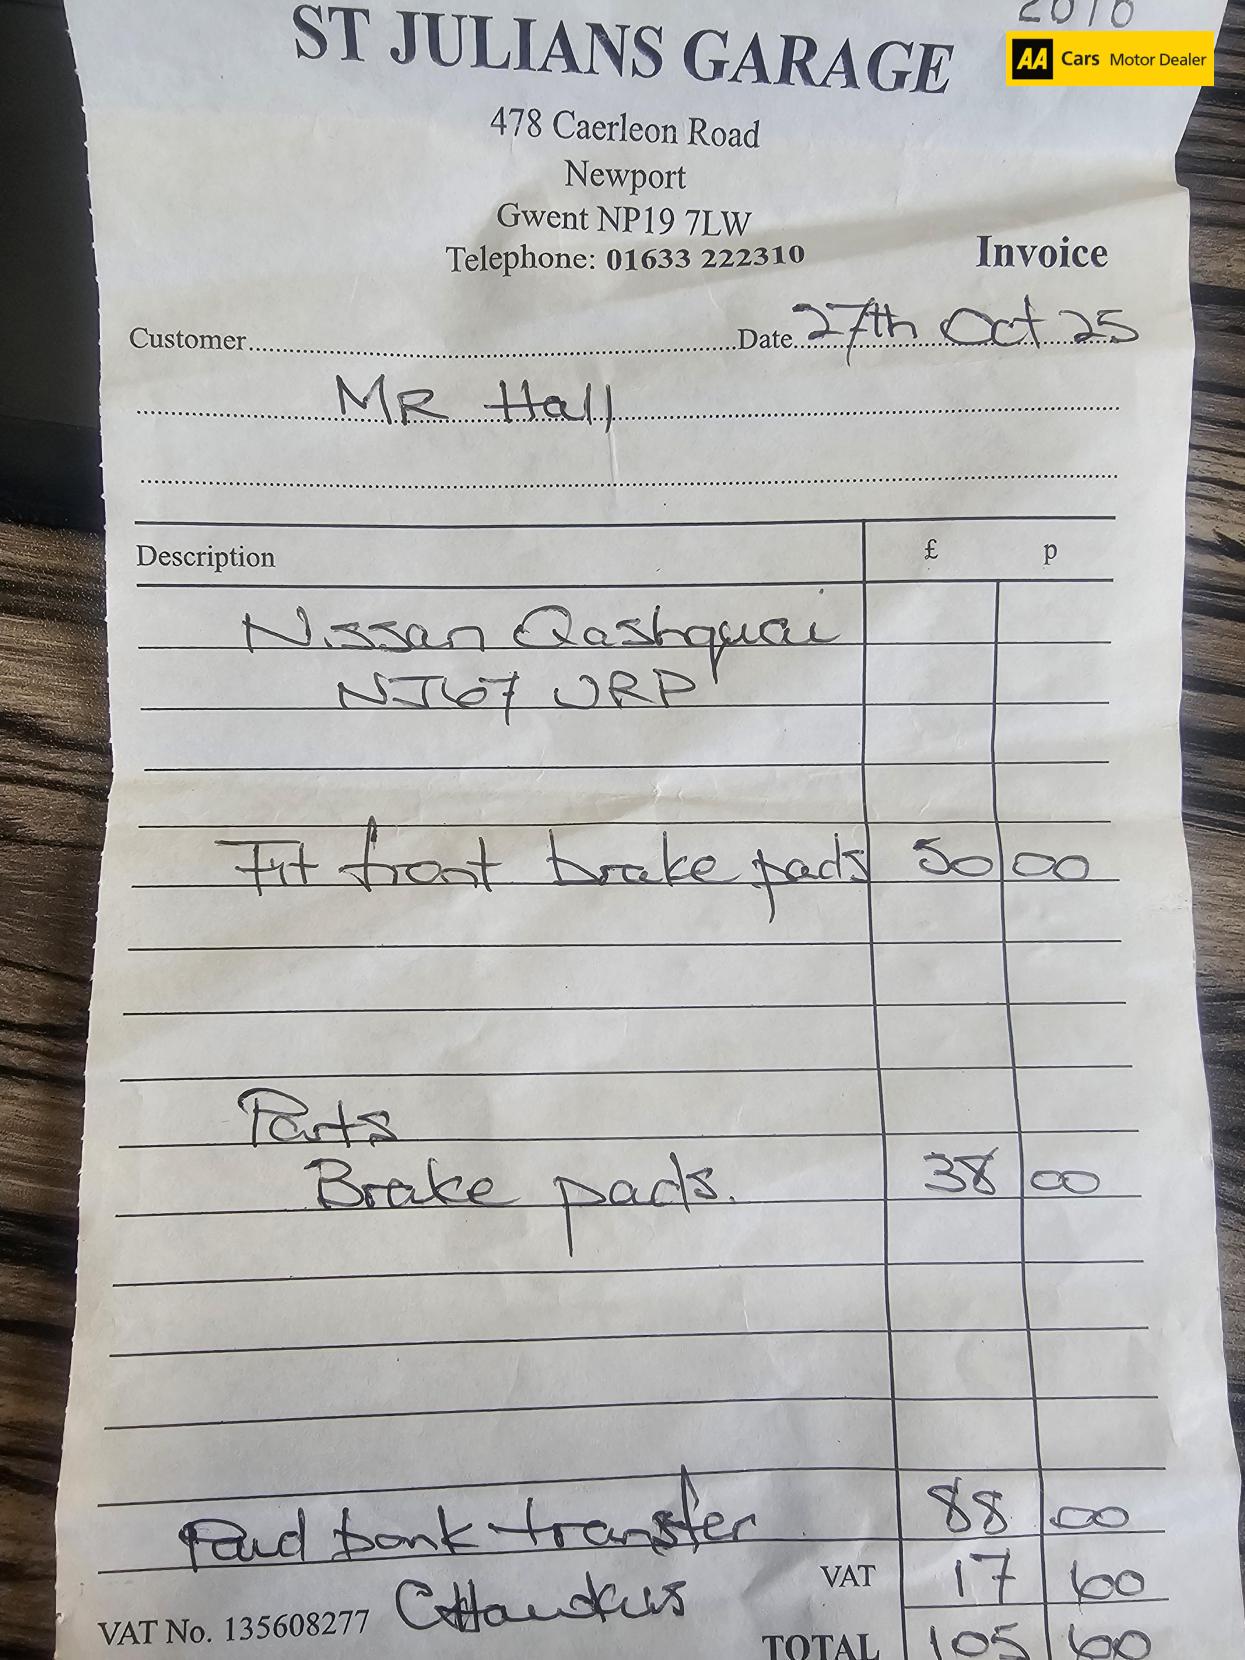 ST JULIANS GARAGE
AA Cars Motor Dealer
478 Caerleon Road
Newport
Gwent NP19 7LW
Telephone: 01633 222310
Invoice
Customer Date 27th Oct 25
MR Hall
Description £ p
Nissan Qashquai
NJ67 URP
Fit front brake pads 50 00
Parts
Brake pads. 38 00
Paid bank transfer 88 00
VAT 17 60
VAT No. 135608277
TOTAL 105 60